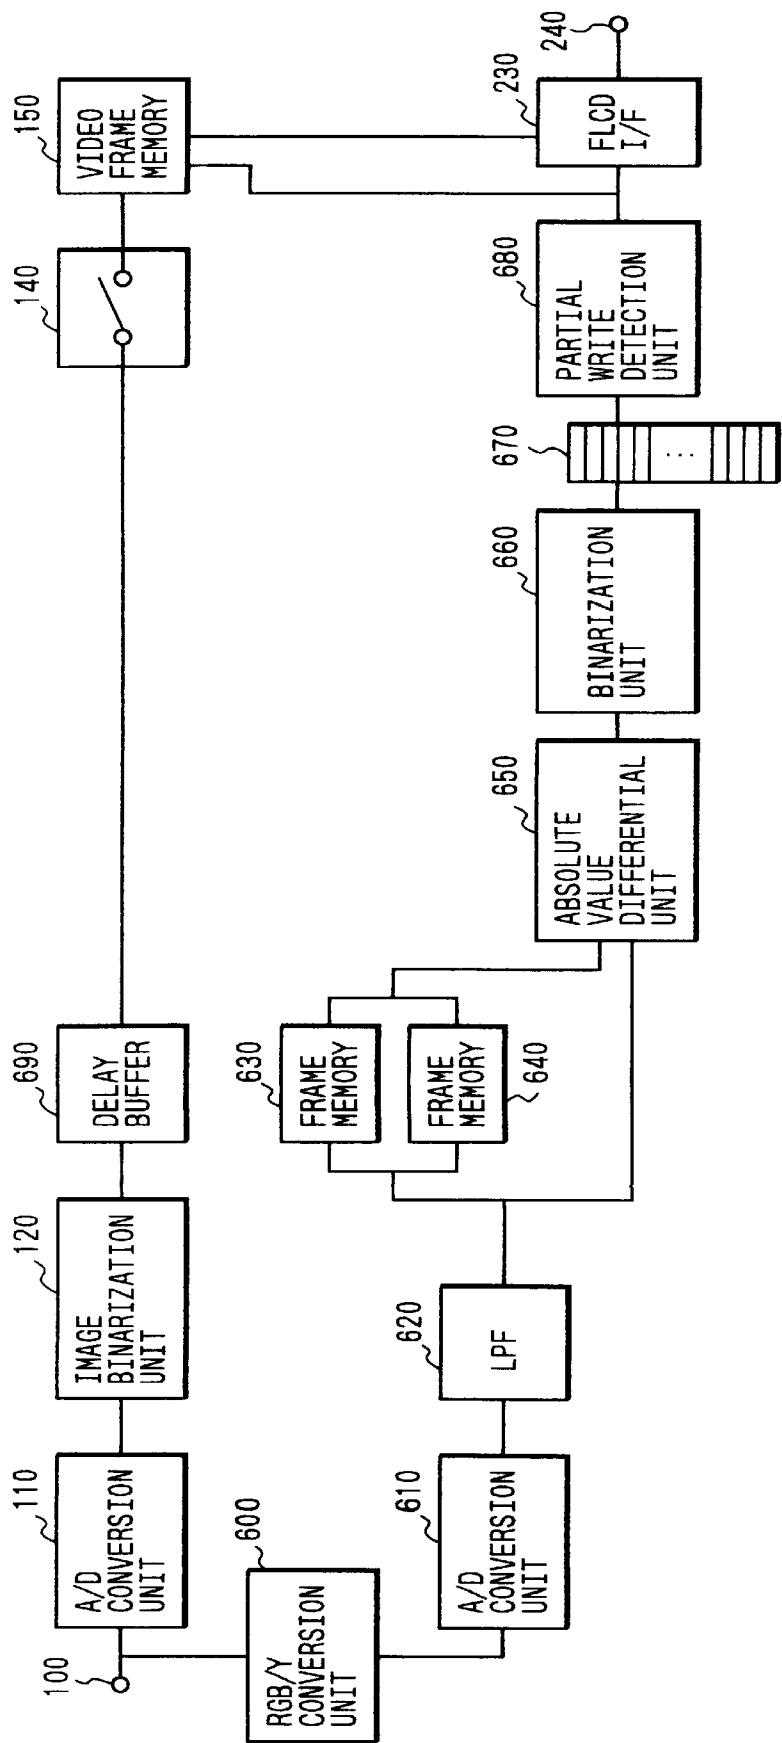 100
110
A/D
CONVERSION
UNIT
120
IMAGE
BINARIZATION
UNIT
690
DELAY
BUFFER
140
150
VIDEO
FRAME
MEMORY
600
RGB/Y
CONVERSION
UNIT
610
A/D
CONVERSION
UNIT
620
LPF
630
FRAME
MEMORY
FRAME
MEMORY
640
650
ABSOLUTE
VALUE
DIFFERENTIAL
UNIT
660
BINARIZATION
UNIT
670
...
680
PARTIAL
WRITE
DETECTION
UNIT
230
FLCD
I/F
240